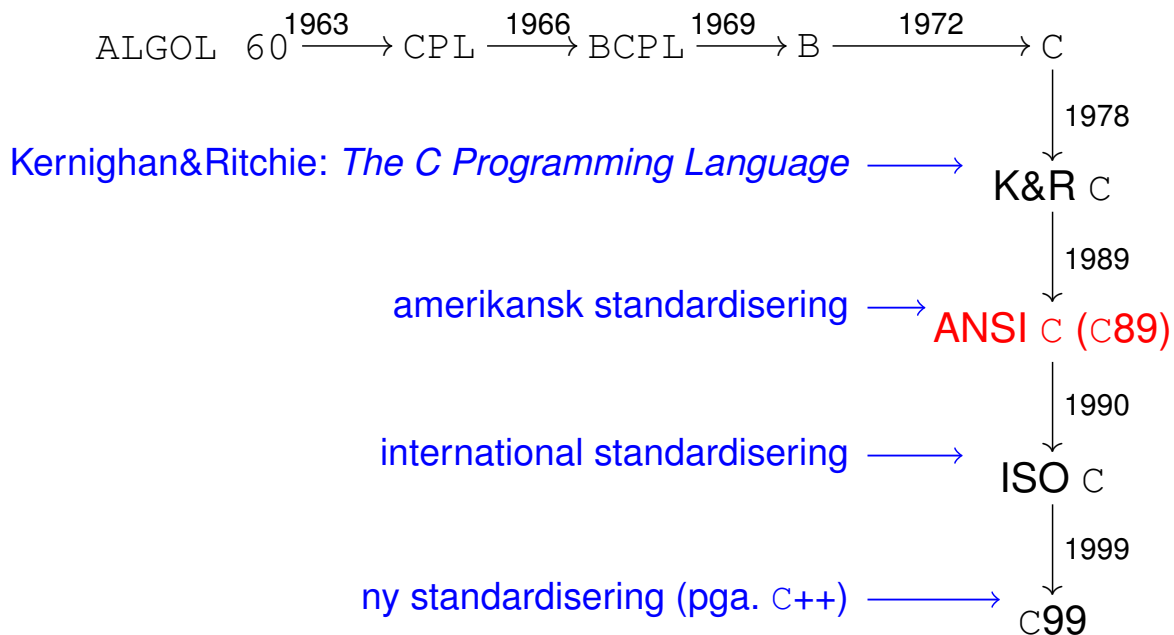 1963 1966 1969 1972
ALGOL 60 CPL BCPL B C
1978
Kernighan&Ritchie: The C Programming Language
K&R C
1989
amerikansk standardisering
ANSI C (C89)
1990
international standardisering
ISO C
1999
ny standardisering (pga. C++)
C99